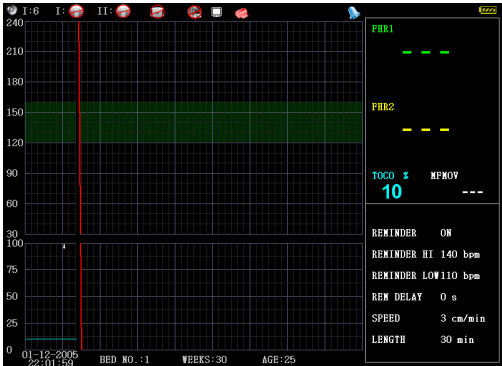 I:6 I: II:
240
210
180
150
120
90
60
30
100
75
50
25
0
01-12-2005
22:01:59
BED NO.:1 WEEKS:30 AGE:25
FHR1
- - -
FHR2
- - -
TOCO % MFMOV
10 ---
REMINDER ON
REMINDER HI 140 bpm
REMINDER LOW110 bpm
REM DELAY 0 s
SPEED 3 cm/min
LENGTH 30 min